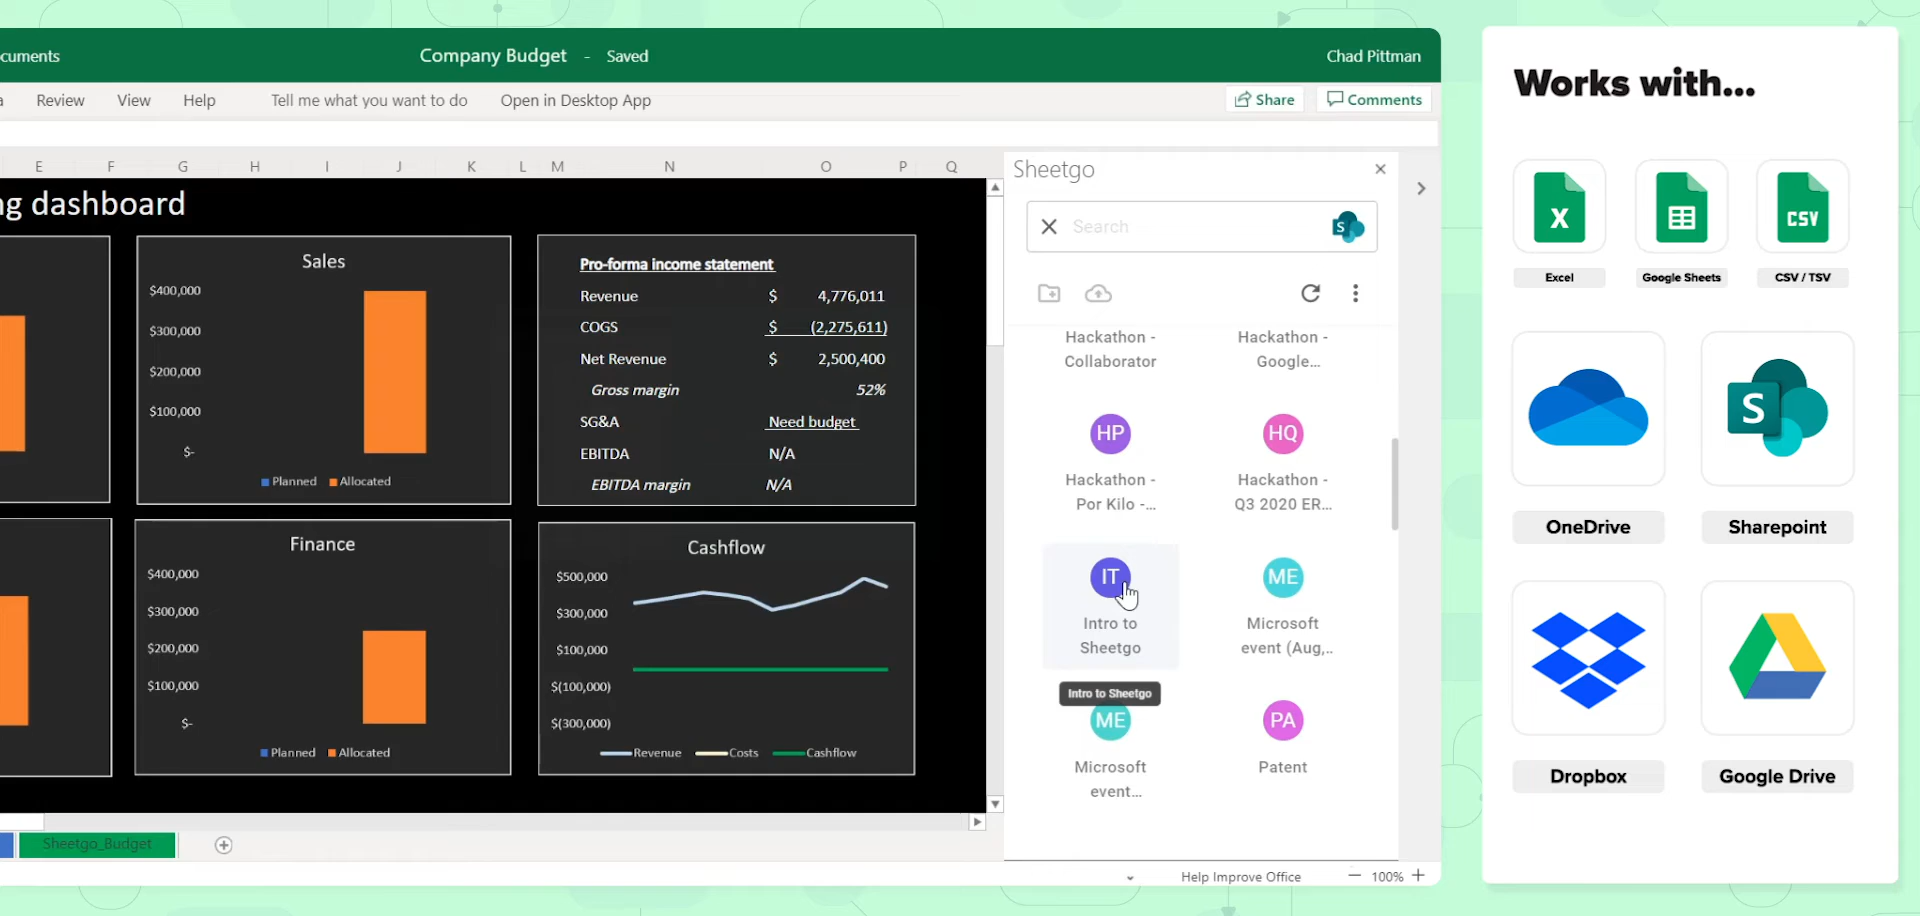 cuments
Company Budget - Saved
Chad Pittman
Review View Help Tell me what you want to do Open in Desktop App
Share Comments
E F G H I J K L M N O P Q
ng dashboard
Sales
$400,000
$300,000
$200,000
$100,000
$-
Planned Allocated
Pro-forma income statement
Revenue $ 4,776,011
COGS $ (2,275,611)
Net Revenue $ 2,500,400
Gross margin 52%
SG&A Need budget
EBITDA N/A
EBITDA margin N/A
Finance
$400,000
$300,000
$200,000
$100,000
$-
Planned Allocated
Cashflow
$500,000
$300,000
$100,000
$(100,000)
$(300,000)
Revenue Costs Cashflow
Sheetgo_Budget
Sheetgo
Search
S
Hackathon -
Collaborator
Hackathon -
Google...
HP
Hackathon -
Por Kilo -...
HQ
Hackathon -
Q3 2020 ER...
IT
Intro to
Sheetgo
ME
Microsoft
event (Aug,..
Intro to Sheetgo
ME
Microsoft
event...
PA
Patent
Help Improve Office
100%
Works with...
X
Excel
Google Sheets
CSV
CSV / TSV
OneDrive
S
Sharepoint
Dropbox
Google Drive